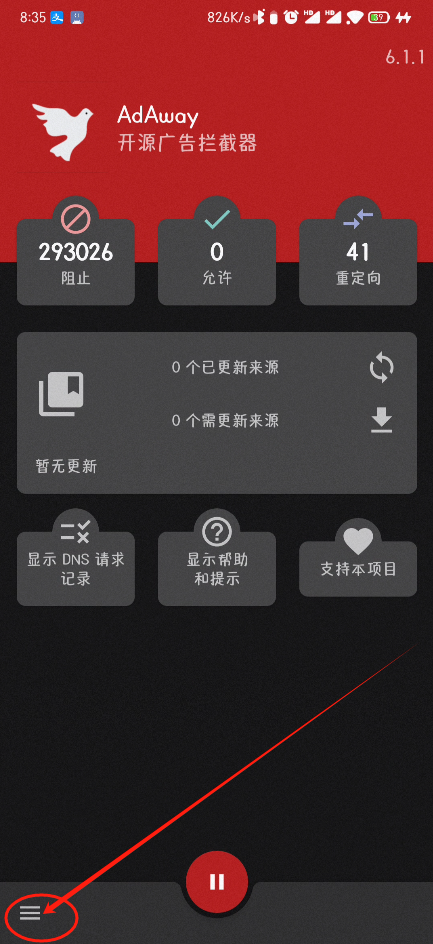 8:35
826K/s
HD
HD
89
6.1.1
AdAway
开源广告拦截器
293026
阻止
0
允许
41
重定向
0 个已更新来源
0 个需更新来源
暂无更新
显示 DNS 请求
记录
显示帮助
和提示
支持本项目